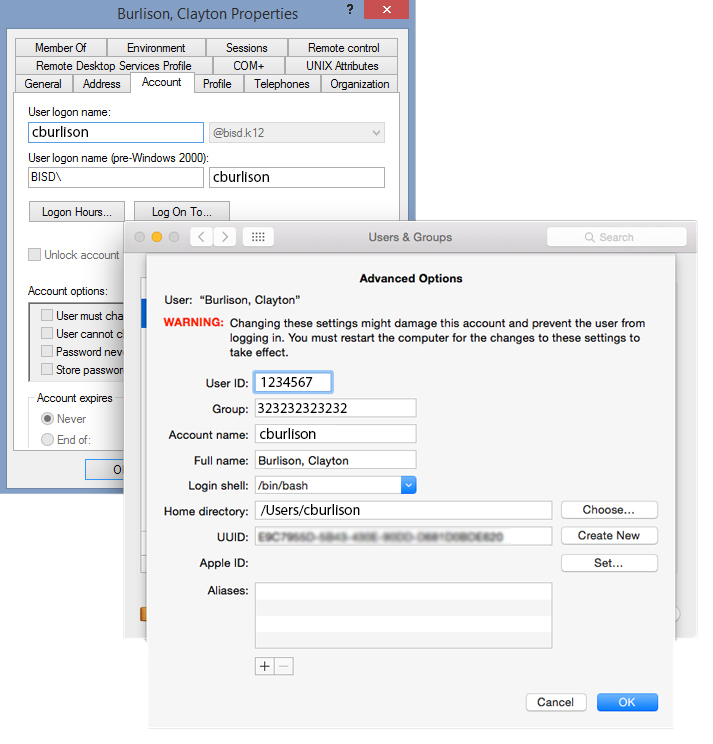 Burlison, Clayton Properties
?
Member Of Environment Sessions Remote control
Remote Desktop Services Profile COM+ UNIX Attributes
General Address Account Profile Telephones Organization
User logon name:
cburlison @bisd.k12
User logon name (pre-Windows 2000):
BISD\ cburlison
Logon Hours... Log On To...
Unlock account
Account options:
User must cha
User cannot c
Password neve
Store passwor
Account expires
Never
End of:
Users & Groups
Search
Advanced Options
User: “Burlison, Clayton”
WARNING: Changing these settings might damage this account and prevent the user from
logging in. You must restart the computer for the changes to these settings to
take effect.
User ID: 1234567
Group: 323232323232
Account name: cburlison
Full name: Burlison, Clayton
Login shell: /bin/bash
Home directory: /Users/cburlison Choose...
UUID: Create New
Apple ID: Set...
Aliases:
+ −
Cancel OK